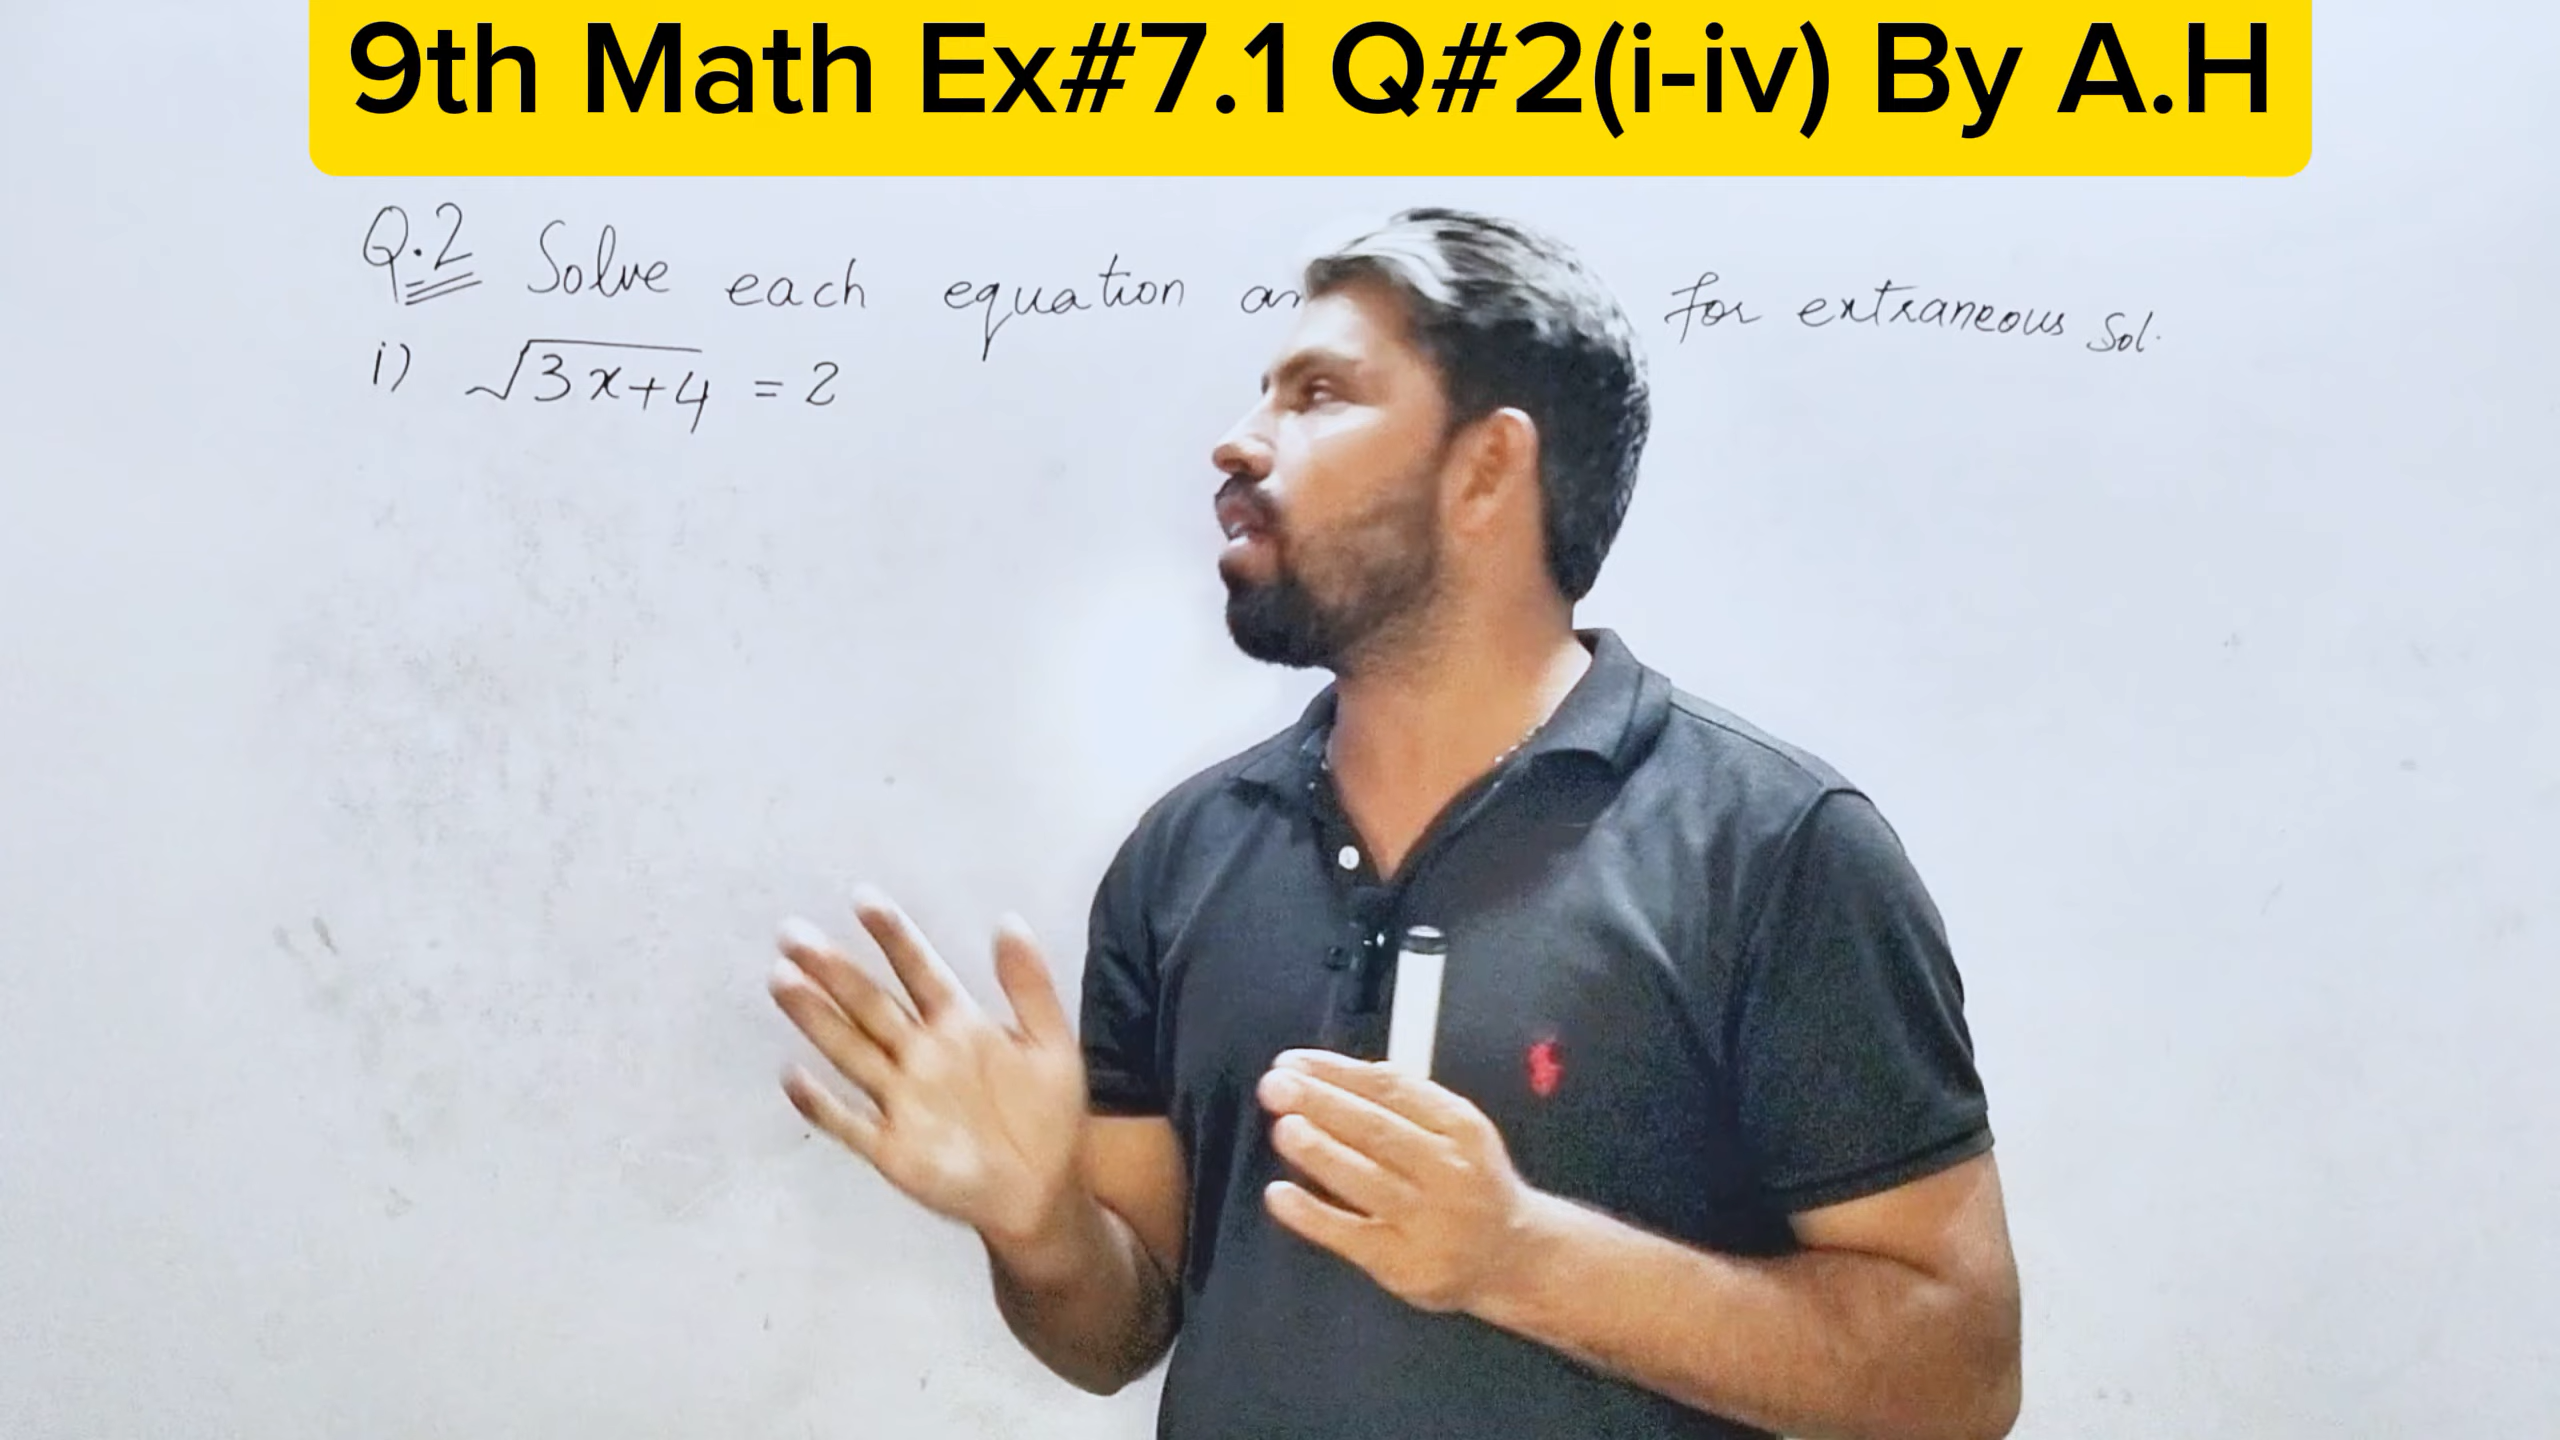 9th Math Ex#7.1 Q#2(i-iv) By A.H
Q.2 Solve each equation for extraneous Sol.
i) √3x+4 = 2